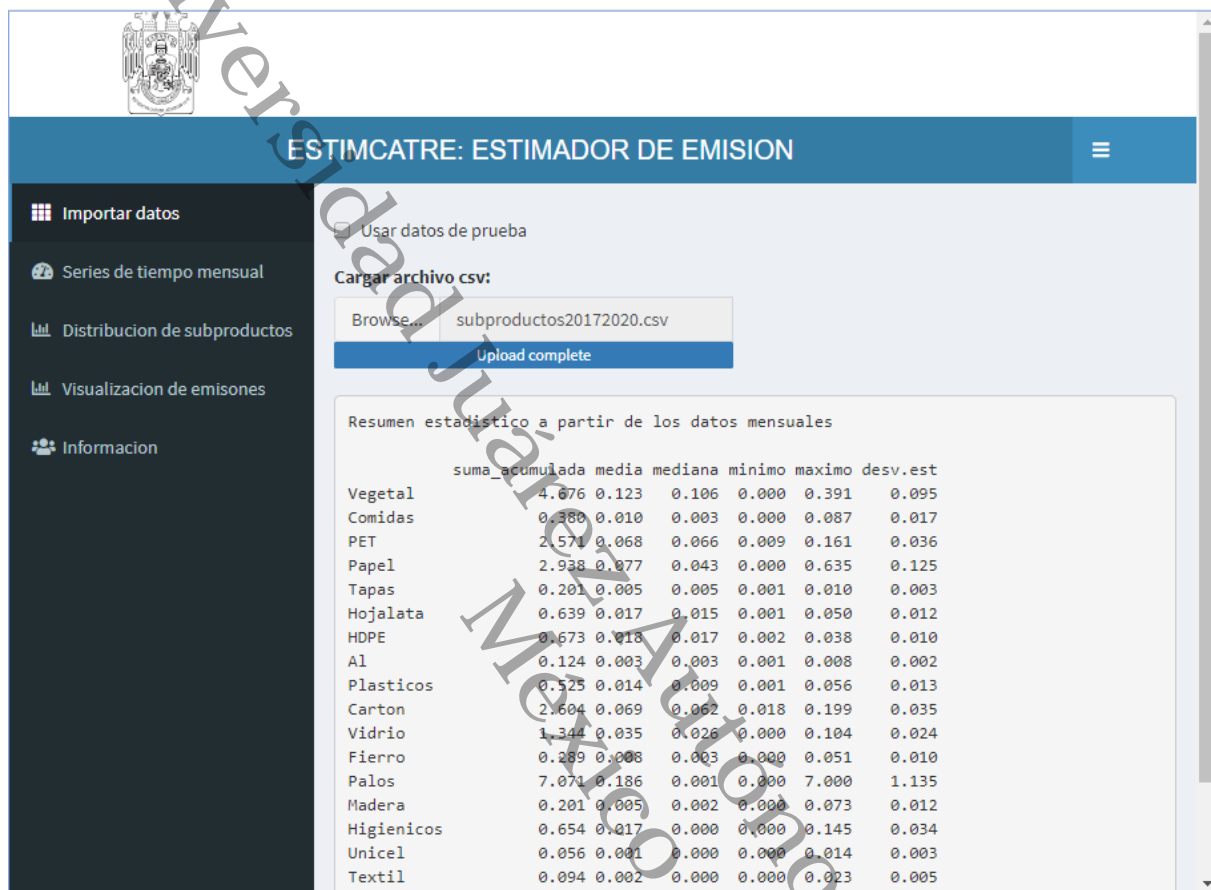 ESTIMCATRE: ESTIMADOR DE EMISION
Importar datos
Series de tiempo mensual
Distribucion de subproductos
Visualizacion de emisones
Informacion
Usar datos de prueba
Cargar archivo csv:
Browse... subproductos20172020.csv
Upload complete
Resumen estadistico a partir de los datos mensuales
suma_acumulada media mediana minimo maximo desv.est
Vegetal 4.676 0.123 0.106 0.000 0.391 0.095
Comidas 0.380 0.010 0.003 0.000 0.087 0.017
PET 2.571 0.068 0.066 0.009 0.161 0.036
Papel 2.938 0.077 0.043 0.000 0.635 0.125
Tapas 0.201 0.005 0.005 0.001 0.010 0.003
Hojalata 0.639 0.017 0.015 0.001 0.050 0.012
HDPE 0.673 0.018 0.017 0.002 0.038 0.010
Al 0.124 0.003 0.003 0.001 0.008 0.002
Plasticos 0.525 0.014 0.009 0.001 0.056 0.013
Carton 2.604 0.069 0.062 0.018 0.199 0.035
Vidrio 1.344 0.035 0.026 0.000 0.104 0.024
Fierro 0.289 0.008 0.003 0.000 0.051 0.010
Palos 7.071 0.186 0.001 0.000 7.000 1.135
Madera 0.201 0.005 0.002 0.000 0.073 0.012
Higienicos 0.654 0.017 0.000 0.000 0.145 0.034
Unicel 0.056 0.001 0.000 0.000 0.014 0.003
Textil 0.094 0.002 0.000 0.000 0.023 0.005
versidad Juárez Autóno
México